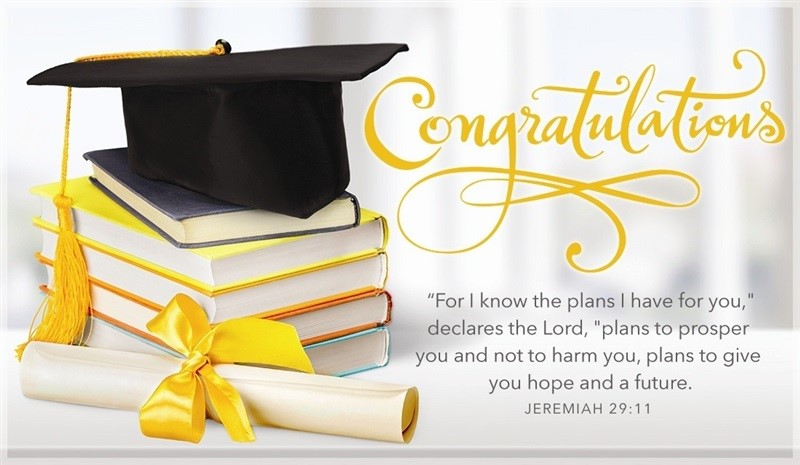 Congratulations
“For I know the plans I have for you,"
declares the Lord, "plans to prosper
you and not to harm you, plans to give
you hope and a future.
JEREMIAH 29:11